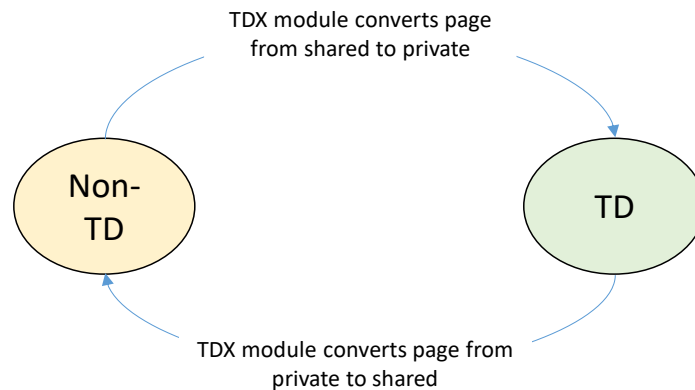 TDX module converts page
from shared to private
Non-
TD
TD
TDX module converts page from
private to shared